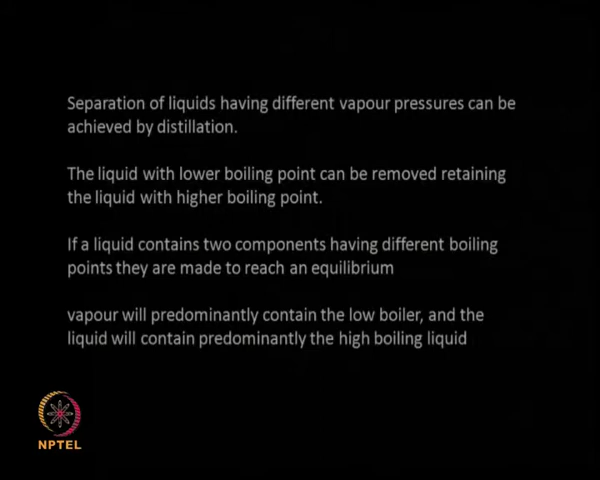 Separation of liquids having different vapour pressures can be
achieved by distillation.
The liquid with lower boiling point can be removed retaining
the liquid with higher boiling point.
If a liquid contains two components having different boiling
points they are made to reach an equilibrium
vapour will predominantly contain the low boiler, and the
liquid will contain predominantly the high boiling liquid
NPTEL